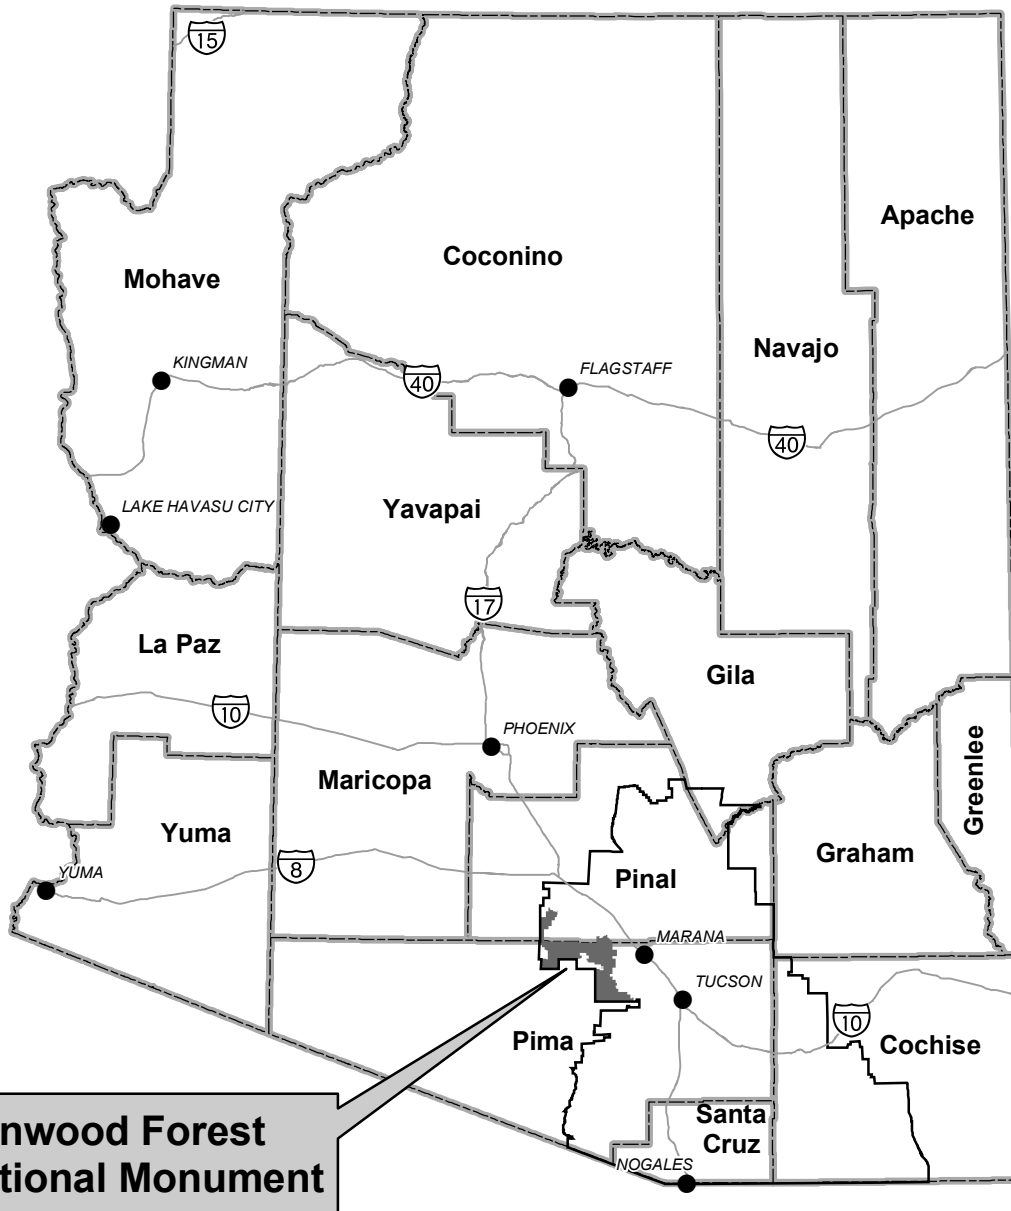 15
Apache
Coconino
Mohave
Navajo
KINGMAN
FLAGSTAFF
40
40
LAKE HAVASU CITY
Yavapai
17
La Paz
Gila
10
PHOENIX
Maricopa
Greenlee
Yuma
Graham
8
YUMA
Pinal
MARANA
TUCSON
10
Pima
Cochise
Santa
Cruz
nwood Forest
tional Monument
NOGALES